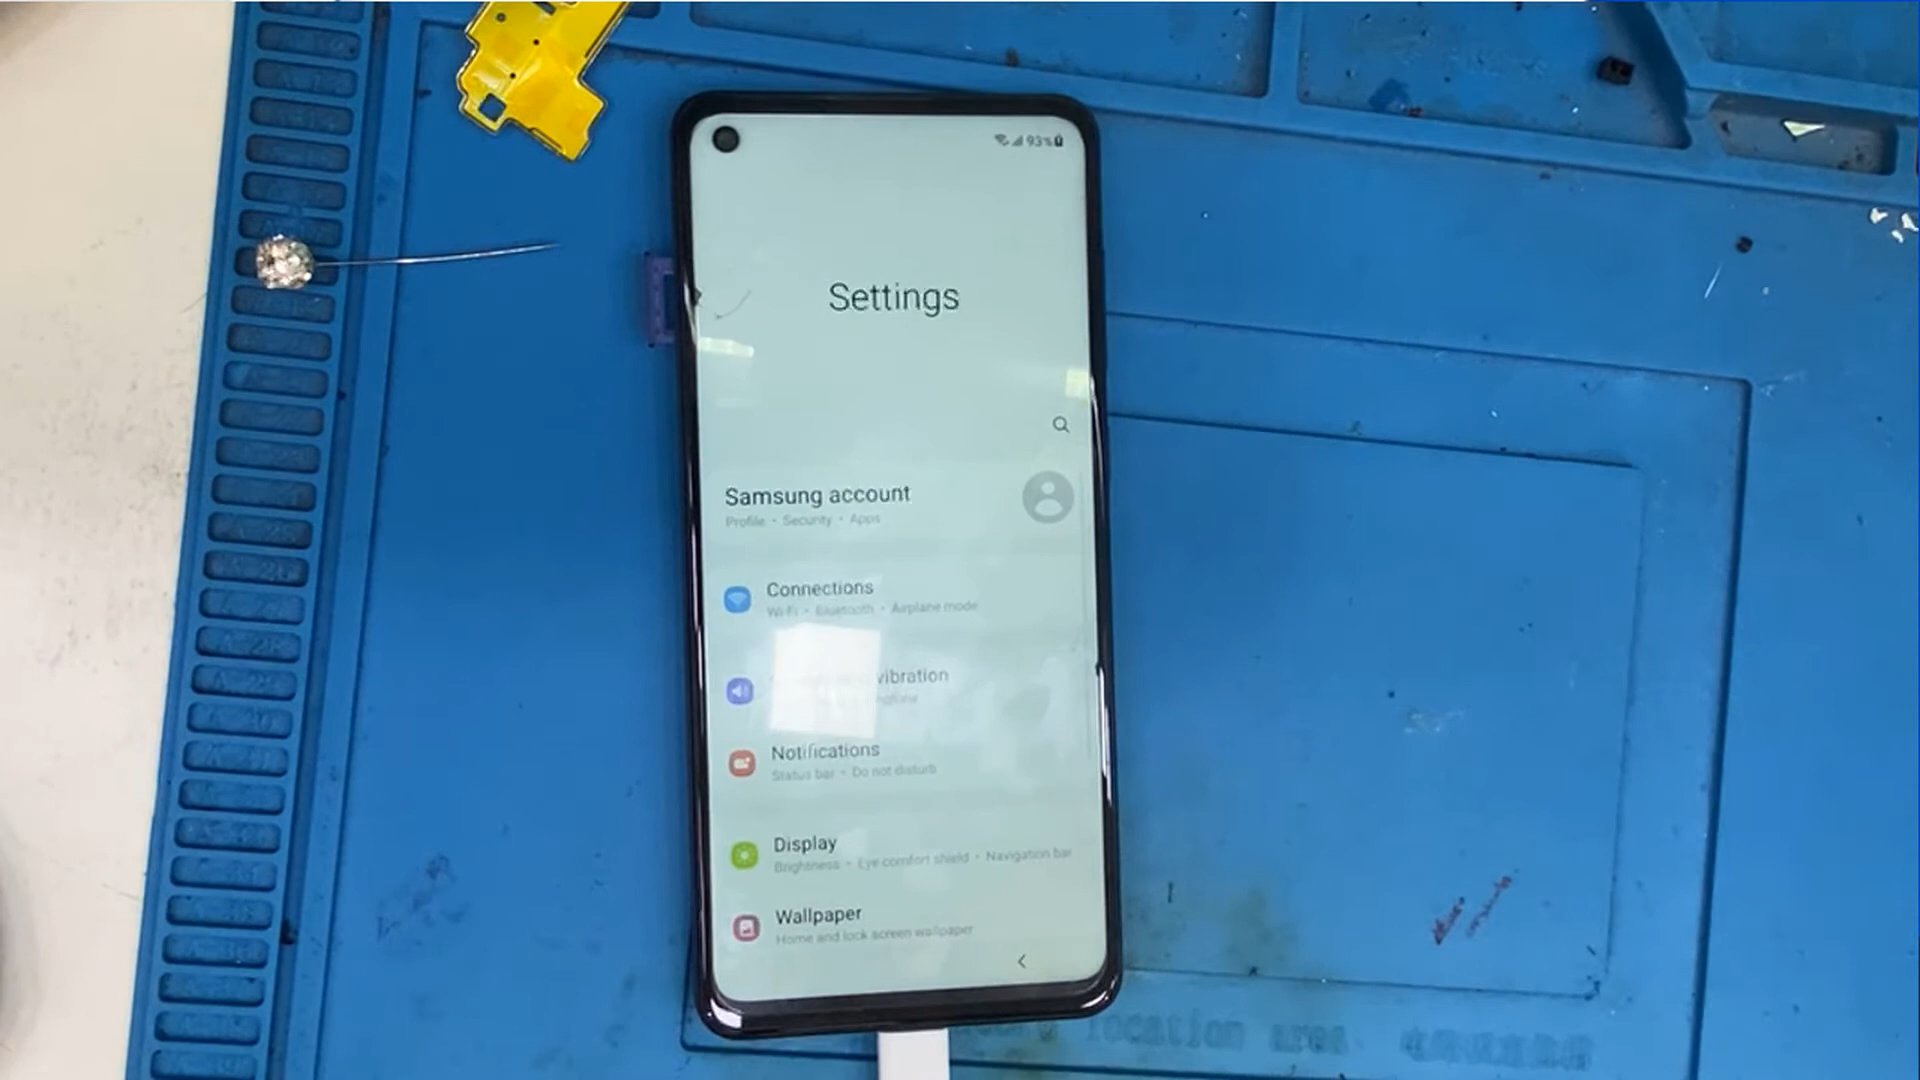 93%
Settings
Samsung account
Profile • Security • Apps
Connections
Wi-Fi • Bluetooth • Airplane mode
vibration
Notifications
Status bar • Do not disturb
Display
Brightness • Eye comfort shield • Navigation bar
Wallpaper
Home and lock screen wallpaper
location area